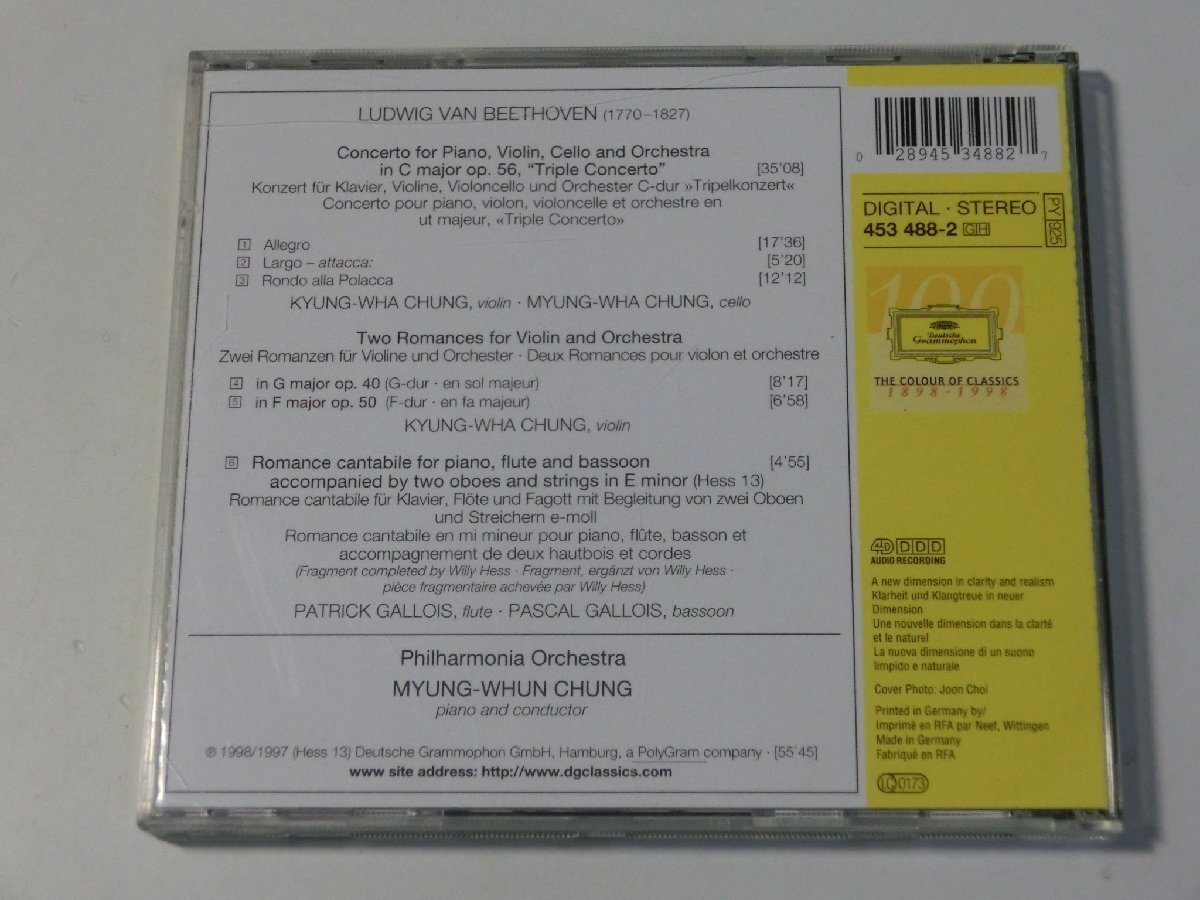 LUDWIG VAN BEETHOVEN (1770–1827)
Concerto for Piano, Violin, Cello and Orchestra
in C major op. 56, “Triple Concerto” [35'08]
Konzert für Klavier, Violine, Violoncello und Orchester C-dur »Tripelkonzert«
Concerto pour piano, violon, violoncelle et orchestre en
ut majeur, «Triple Concerto»
1 Allegro [17'36]
2 Largo – attacca: [5'20]
3 Rondo alla Polacca [12'12]
KYUNG-WHA CHUNG, violin · MYUNG-WHA CHUNG, cello
Two Romances for Violin and Orchestra
Zwei Romanzen für Violine und Orchester · Deux Romances pour violon et orchestre
4 in G major op. 40 (G-dur · en sol majeur) [8'17]
5 in F major op. 50 (F-dur · en fa majeur) [6'58]
KYUNG-WHA CHUNG, violin
6 Romance cantabile for piano, flute and bassoon [4'55]
accompanied by two oboes and strings in E minor (Hess 13)
Romance cantabile für Klavier, Flöte und Fagott mit Begleitung von zwei Oboen
und Streichern e-moll
Romance cantabile en mi mineur pour piano, flûte, basson et
accompagnement de deux hautbois et cordes
(Fragment completed by Willy Hess · Fragment, ergänzt von Willy Hess ·
pièce fragmentaire achevée par Willy Hess)
PATRICK GALLOIS, flute · PASCAL GALLOIS, bassoon
Philharmonia Orchestra
MYUNG-WHUN CHUNG
piano and conductor
℗ 1998/1997 (Hess 13) Deutsche Grammophon GmbH, Hamburg, a PolyGram company · [55'45]
www site address: http://www.dgclassics.com
0 28945 34882 7
DIGITAL · STEREO
453 488-2 GH
PY 925
100
Deutsche
Grammophon
THE COLOUR OF CLASSICS
1898-1998
4D DDD
AUDIO RECORDING
A new dimension in clarity and realism
Klarheit und Klangtreue in neuer
Dimension
Une nouvelle dimension dans la clarté
et le naturel
La nuova dimensione di un suono
limpido e naturale
Cover Photo: Joon Choi
Printed in Germany by/
Imprimé en RFA par Neef, Wittingen
Made in Germany
Fabriqué en RFA
LC 0173